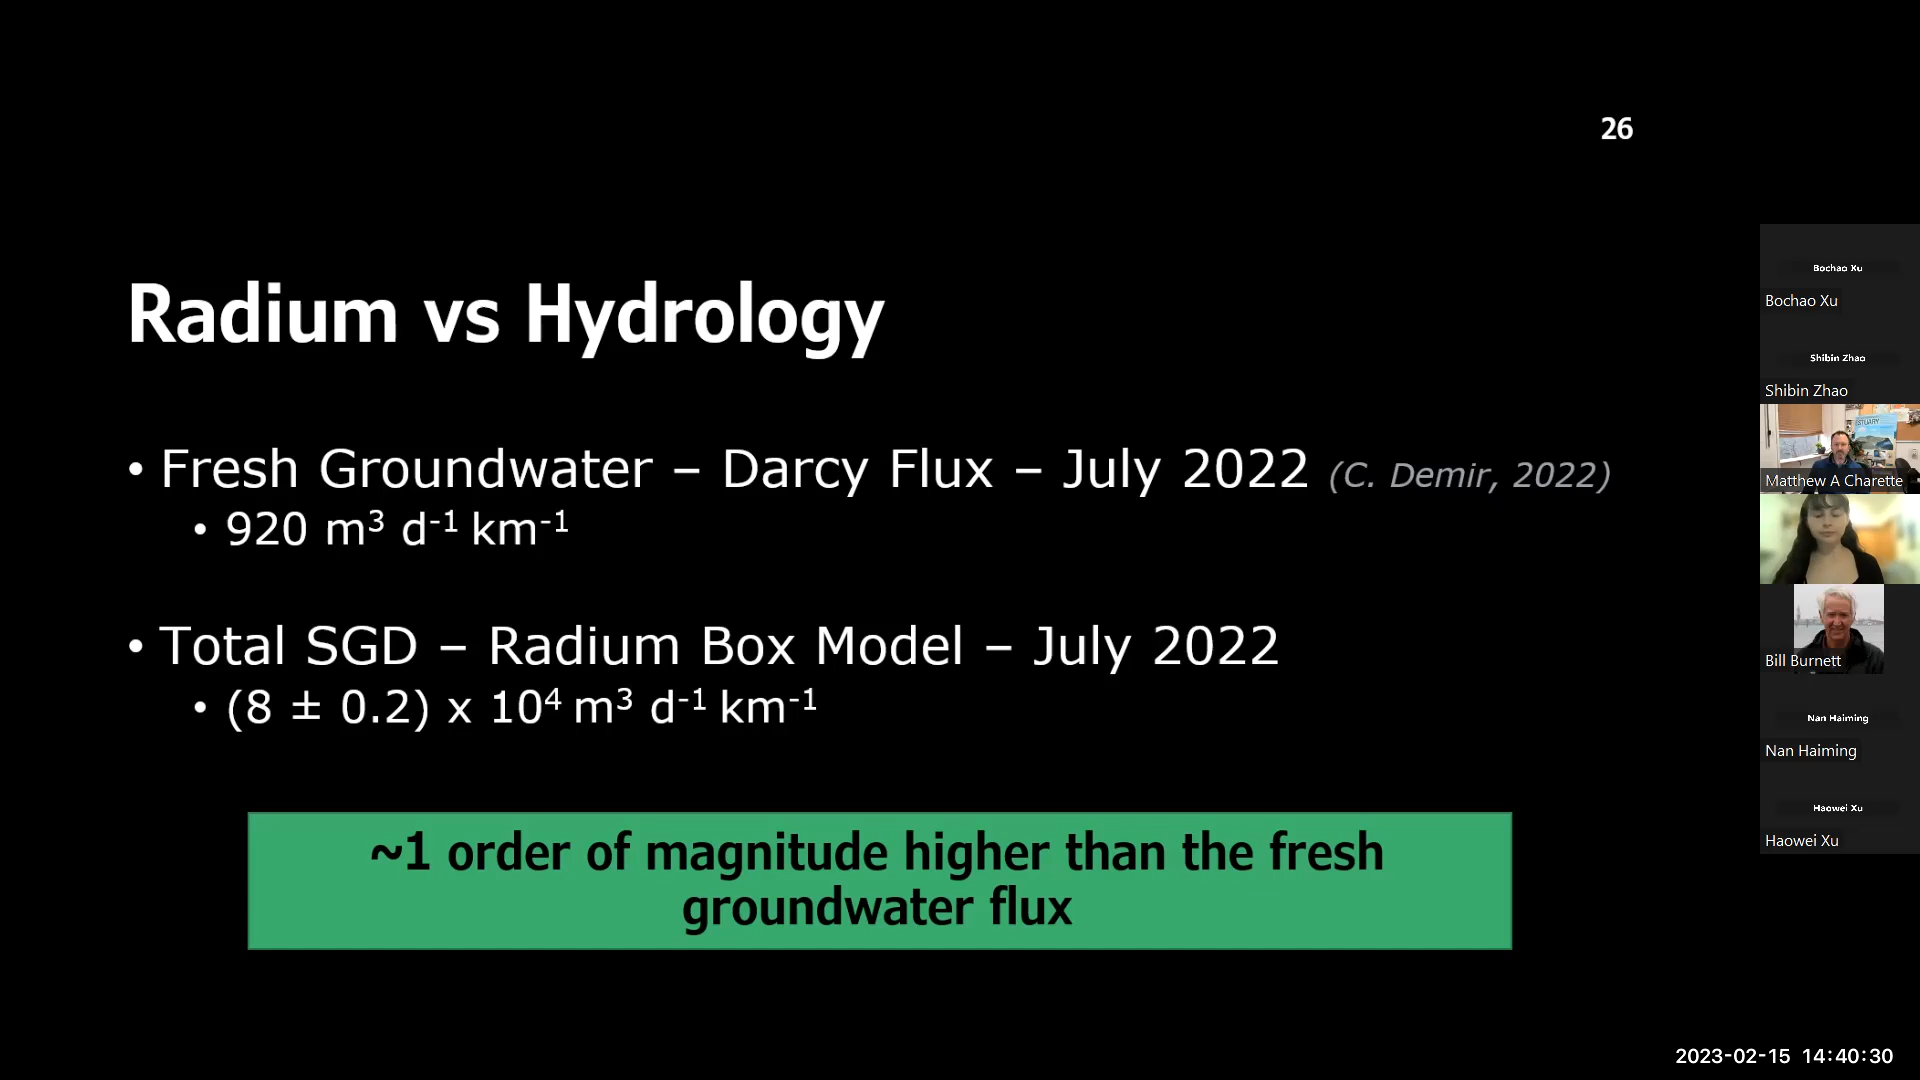 26
Radium vs Hydrology
• Fresh Groundwater – Darcy Flux – July 2022 (C. Demir, 2022)
• 920 m³ d⁻¹ km⁻¹
• Total SGD – Radium Box Model – July 2022
• (8 ± 0.2) x 10⁴ m³ d⁻¹ km⁻¹
~1 order of magnitude higher than the fresh
groundwater flux
Bochao Xu
Bochao Xu
Shibin Zhao
Shibin Zhao
ESTUARY
Matthew A Charette
Bill Burnett
Nan Haiming
Nan Haiming
Haowei Xu
Haowei Xu
2023-02-15 14:40:30